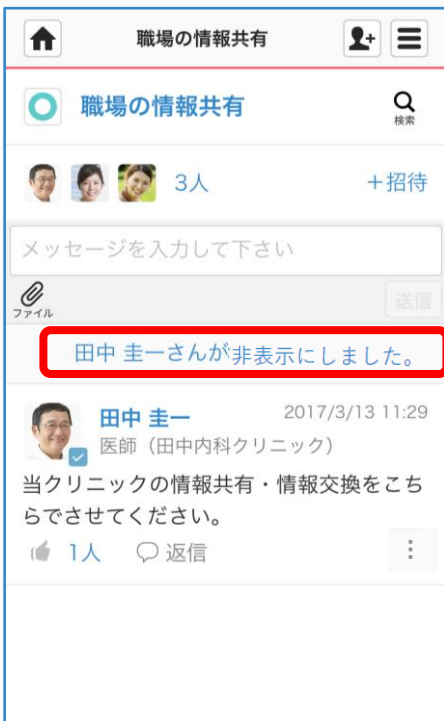 職場の情報共有
職場の情報共有
検索
3人
+招待
メッセージを入力して下さい
ファイル
送信
田中 圭一さんが非表示にしました。
田中 圭一 2017/3/13 11:29
医師（田中内科クリニック）
当クリニックの情報共有・情報交換をこち
らでさせてください。
1人 返信